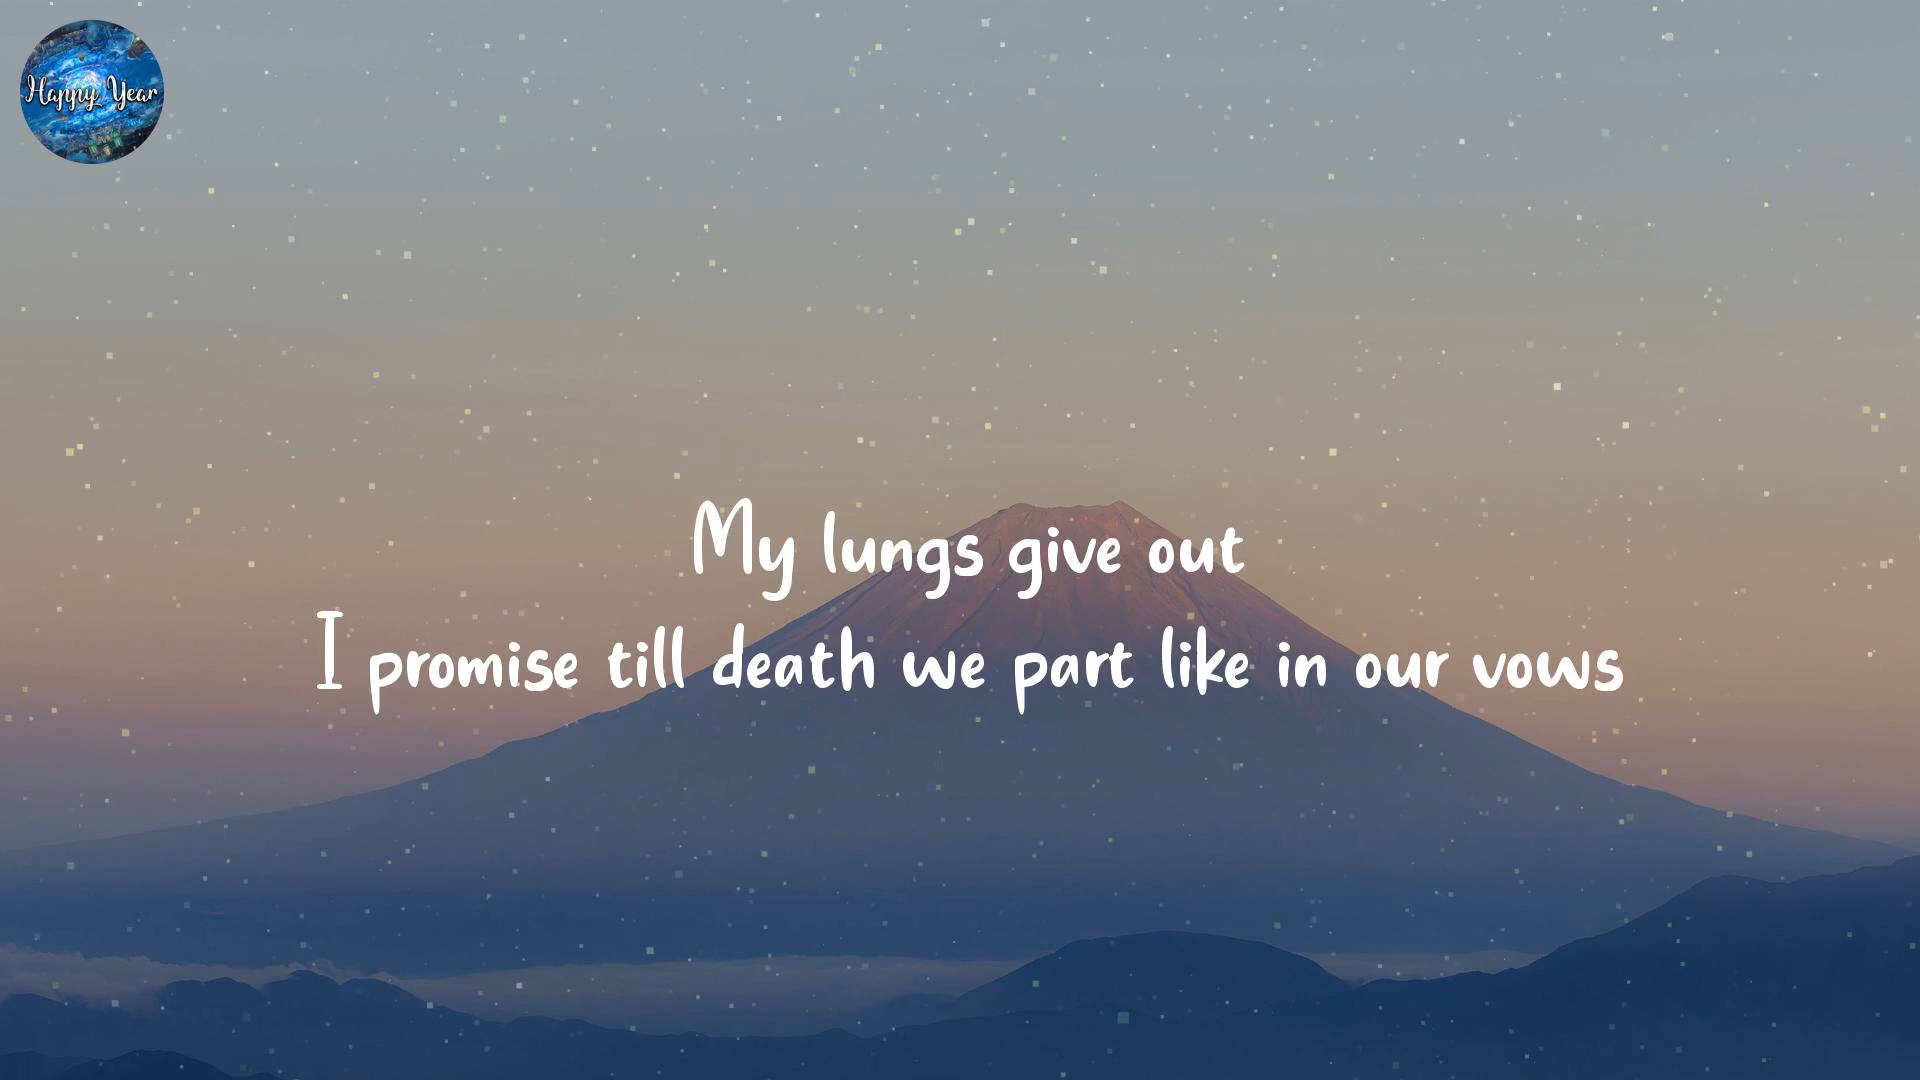 Happy Year
My lungs give out
I promise till death we part like in our vows